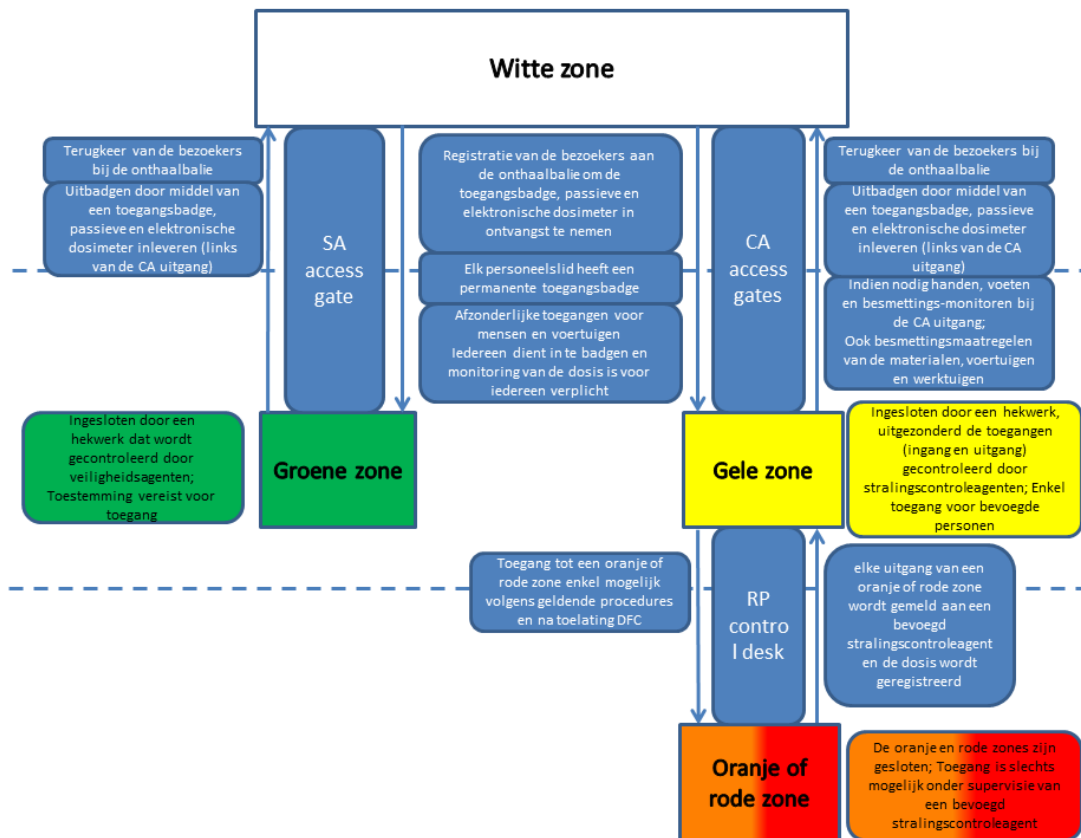 Witte zone
Terugkeer van de bezoekers
bij de onthaalbalie
Uitbadgen door middel van
een toegangsbadge,
passieve en elektronische
dosimeter inleveren (links
van de CA uitgang)
SA
access
gate
Registratie van de bezoekers aan
de onthaalbalie om de
toegangsbadge, passieve en
elektronische dosimeter in
ontvangst te nemen
Elk personeelslid heeft een
permanente toegangsbadge
Afzonderlijke toegangen voor
mensen en voertuigen
Iedereen dient in te badgen en
monitoring van de dosis is voor
iedereen verplicht
CA
access
gates
Terugkeer van de bezoekers bij
de onthaalbalie
Uitbadgen door middel van
een toegangsbadge, passieve
en elektronische dosimeter
inleveren (links van de CA
uitgang)
Indien nodig handen, voeten
en besmettings-monitoren bij
de CA uitgang;
Ook besmettingsmaatregelen
van de materialen, voertuigen
en werktuigen
Ingesloten door een
hekwerk dat wordt
gecontroleerd door
veiligheidsagenten;
Toestemming vereist voor
toegang
Groene zone
Gele zone
Ingesloten door een hekwerk,
uitgezonderd de toegangen
(ingang en uitgang)
gecontroleerd door
stralingscontroleagenten; Enkel
toegang voor bevoegde
personen
Toegang tot een oranje of
rode zone enkel mogelijk
volgens geldende procedures
en na toelating DFC
RP
contro
l desk
elke uitgang van een
oranje of rode zone
wordt gemeld aan een
bevoegd
stralingscontroleagent
en de dosis wordt
geregistreerd
Oranje of
rode zone
De oranje en rode zones zijn
gesloten; Toegang is slechts
mogelijk onder supervisie van
een bevoegd
stralingscontroleagent